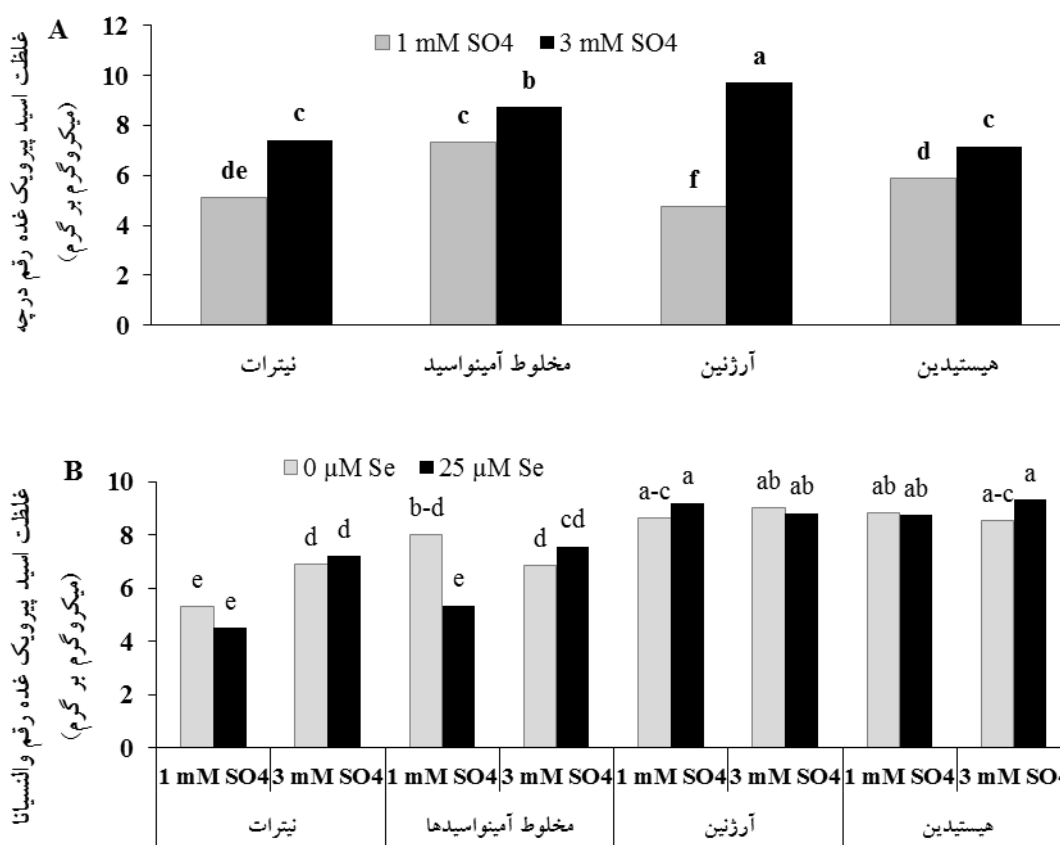 A
غلظت اسید پیرویک غده رقم درچه
(میکروگرم بر گرم)
1 mM SO4 3 mM SO4
12
10
8
6
4
2
0
de c c b f a d c
نیترات مخلوط آمینواسید آرژنین هیستیدین
B
غلظت اسید پیرویک غده رقم والنسیانا
(میکروگرم بر گرم)
0 µM Se 25 µM Se
10
8
6
4
2
0
e e d d b-d e d cd a-c a ab ab ab ab a-c a
1 mM SO4 3 mM SO4 1 mM SO4 3 mM SO4 1 mM SO4 3 mM SO4 1 mM SO4 3 mM SO4
نیترات مخلوط آمینواسیدها آرژنین هیستیدین